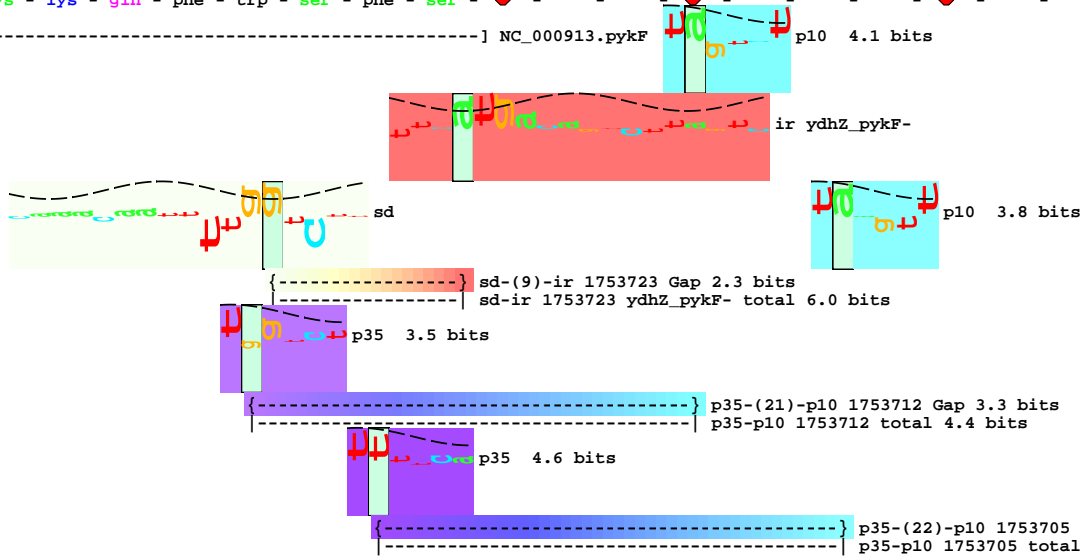 s - lys - gln - phe - trp - ser - phe - ser - - - - - - - - - -
-----------------------] NC_000913.pykF
p10 4.1 bits
ir ydhZ_pykF-
sd
p10 3.8 bits
{-----------------} sd-(9)-ir 1753723 Gap 2.3 bits
|-----------------| sd-ir 1753723 ydhZ_pykF- total 6.0 bits
p35 3.5 bits
{-----------------------------------------} p35-(21)-p10 1753712 Gap 3.3 bits
|-----------------------------------------| p35-p10 1753712 total 4.4 bits
p35 4.6 bits
{-------------------------------------------} p35-(22)-p10 1753705
|-------------------------------------------| p35-p10 1753705 total